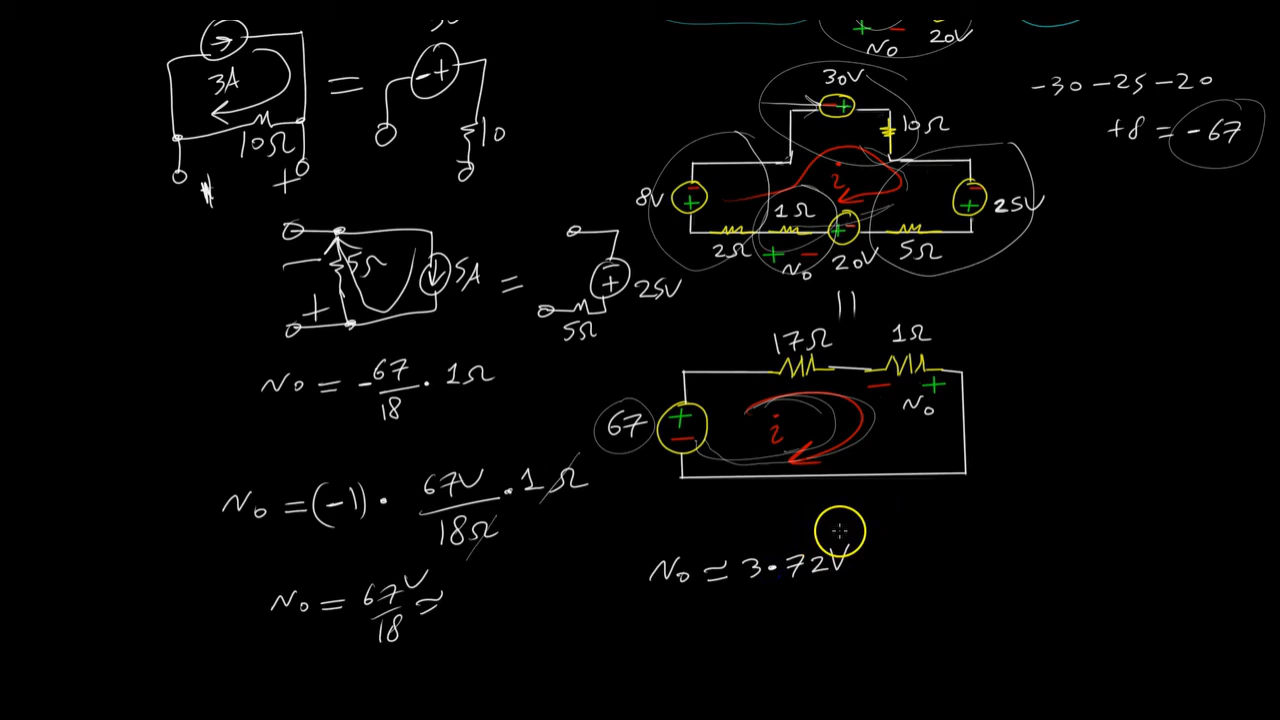 3A
10Ω
+
=
- +
10
+ -
No
20V
30V
- +
10Ω
8V
-
+
i
1Ω
2Ω
+ -
No
+ -
20V
5Ω
-
+
25V
-30-25-20
+8 = -67
5Ω
-
+
5A
=
-
+
25V
5Ω
No = -67/18 · 1Ω
No = (-1) · 67V/18Ω · 1Ω
No = 67V/18 ≈
17Ω
1Ω
- +
No
67
+
-
i
No ≈ 3.72V